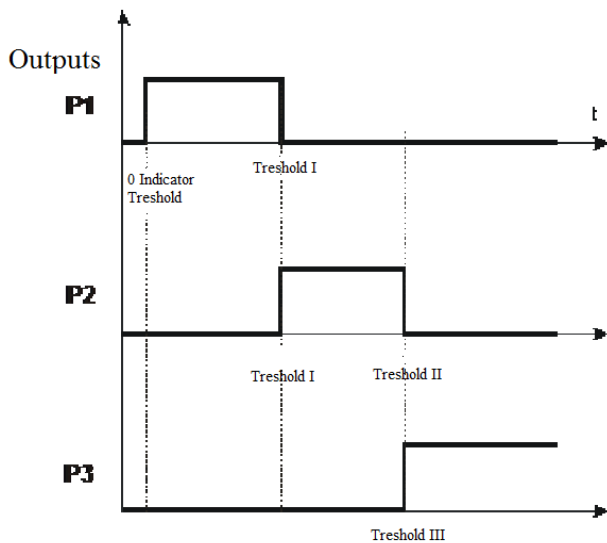 Outputs
P1
t
0 Indicator
Treshold
Treshold I
P2
Treshold I
Treshold II
P3
Treshold III